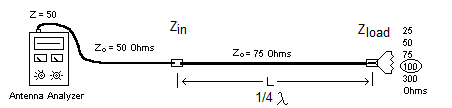 Z = 50
Zin
Zload
Zo = 50 Ohms
Zo = 75 Ohms
25
50
75
100
300
Ohms
L
1/4 λ
Antenna Analyzer